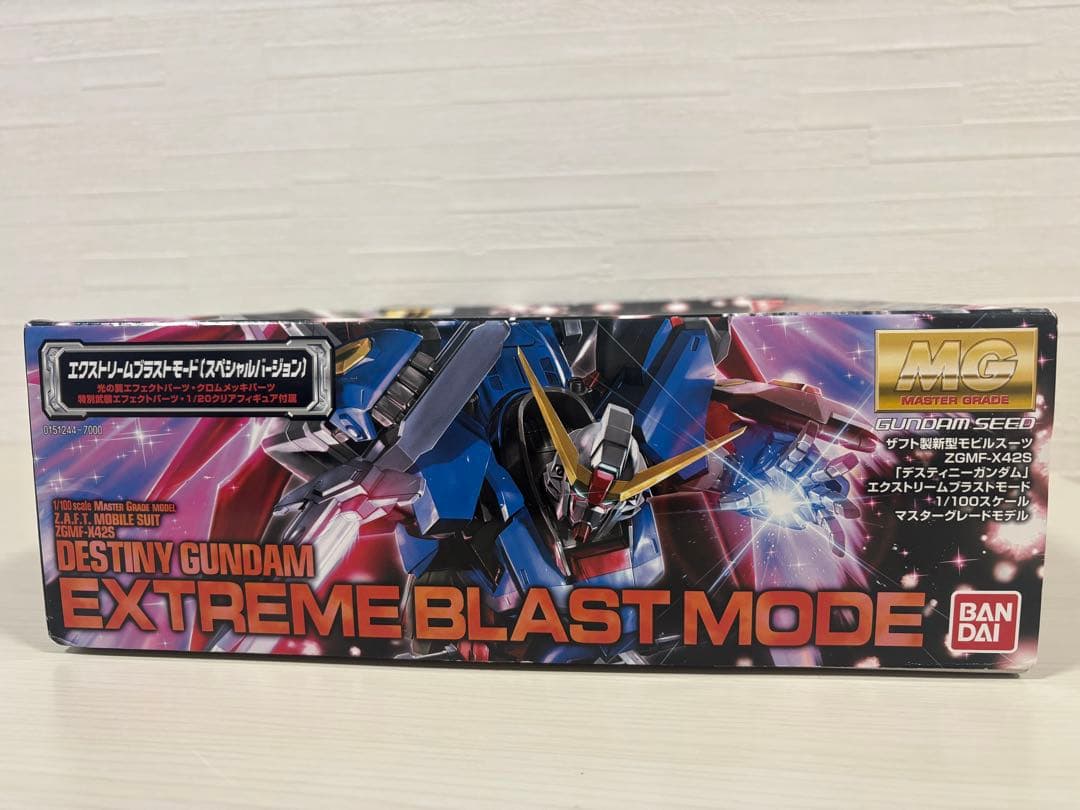 エクストリームブラストモード〈スペシャルバージョン〉
光の翼エフェクトパーツ・クロムメッキパーツ
特別武装エフェクトパーツ・1/20クリアフィギュア付属
0151244-7000
1/100 scale MASTER GRADE MODEL
Z.A.F.T. MOBILE SUIT
ZGMF-X42S
DESTINY GUNDAM
EXTREME BLAST MODE
MG
MASTER GRADE
GUNDAM SEED
ザフト製新型モビルスーツ
ZGMF-X42S
「デスティニーガンダム」
エクストリームブラストモード
1/100スケール
マスターグレードモデル
BAN
DAI